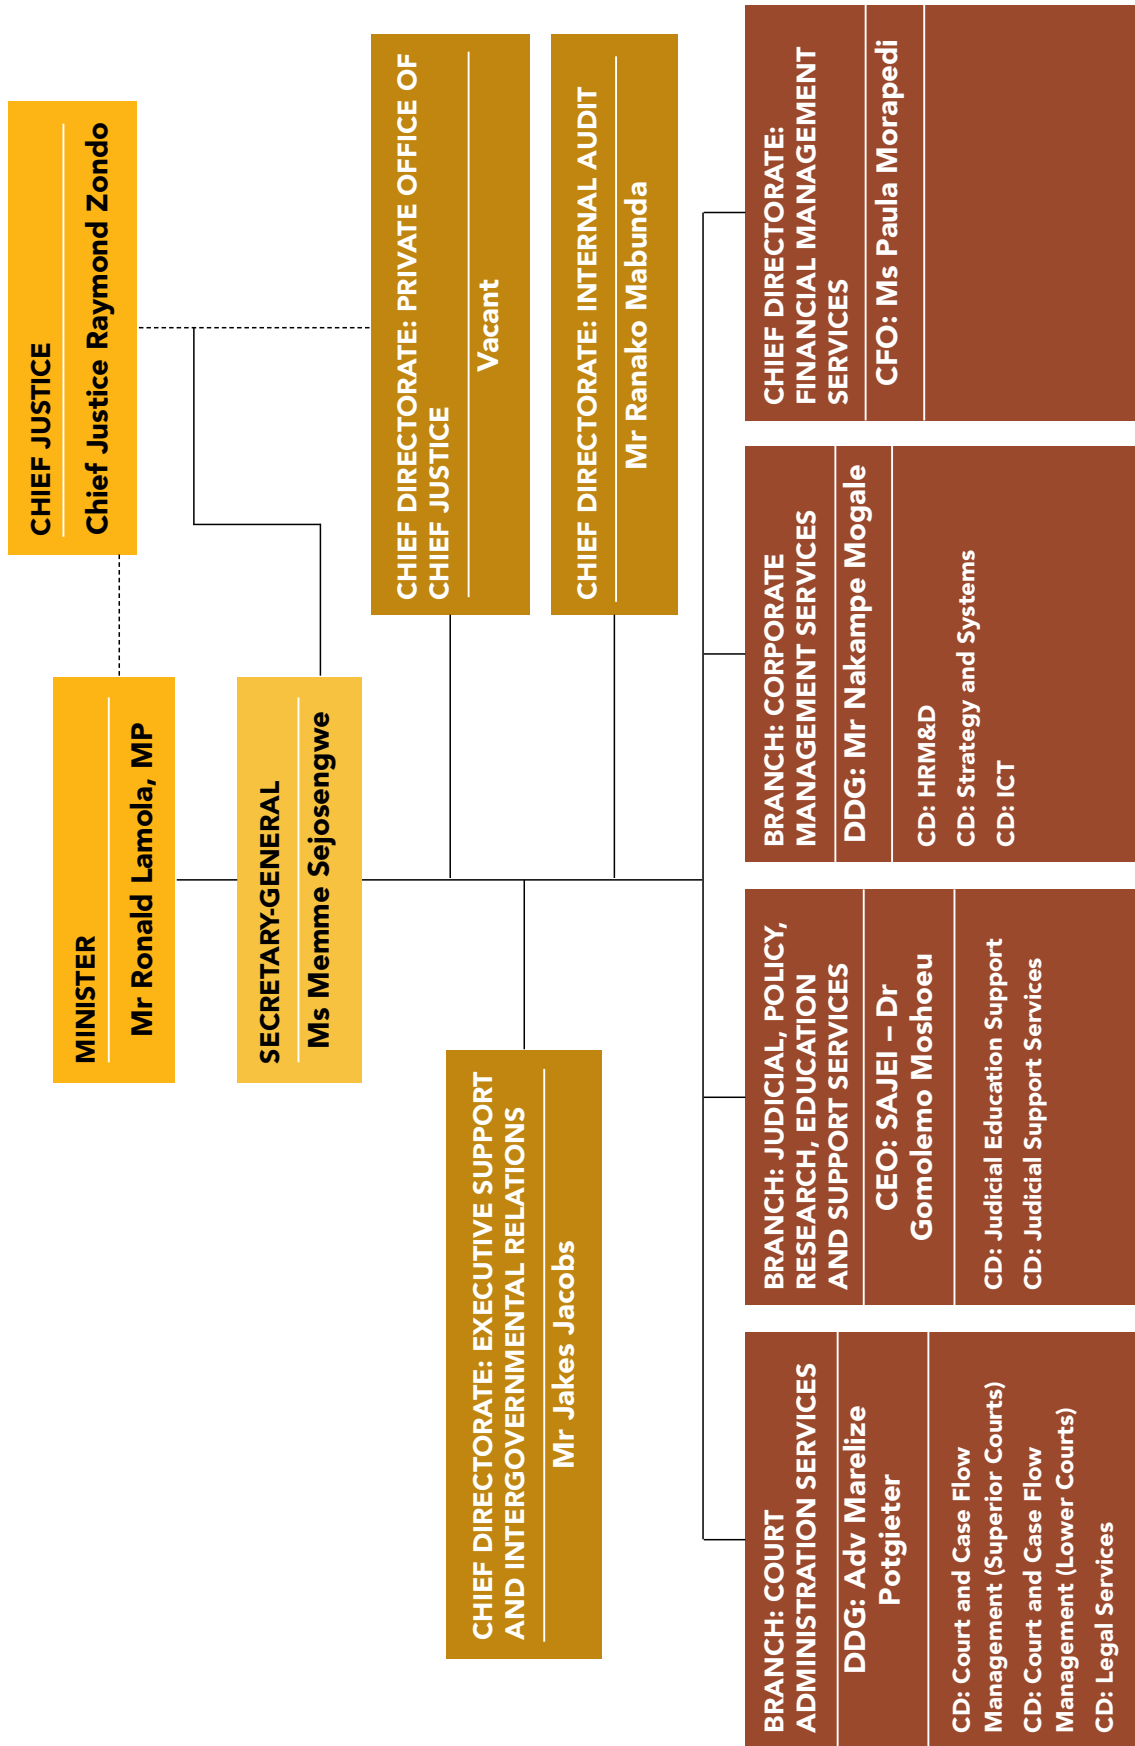 MINISTER
Mr Ronald Lamola, MP
CHIEF JUSTICE
Chief Justice Raymond Zondo
SECRETARY-GENERAL
Ms Memme Sejosengwe
CHIEF DIRECTORATE: EXECUTIVE SUPPORT
AND INTERGOVERNMENTAL RELATIONS
Mr Jakes Jacobs
CHIEF DIRECTORATE: PRIVATE OFFICE OF
CHIEF JUSTICE
Vacant
CHIEF DIRECTORATE: INTERNAL AUDIT
Mr Ranako Mabunda
BRANCH: COURT
ADMINISTRATION SERVICES
DDG: Adv Marelize
Potgieter
CD: Court and Case Flow
Management (Superior Courts)
CD: Court and Case Flow
Management (Lower Courts)
CD: Legal Services
BRANCH: JUDICIAL, POLICY,
RESEARCH, EDUCATION
AND SUPPORT SERVICES
CEO: SAJEI – Dr
Gomolemo Moshoeu
CD: Judicial Education Support
CD: Judicial Support Services
BRANCH: CORPORATE
MANAGEMENT SERVICES
DDG: Mr Nakampe Mogale
CD: HRM&D
CD: Strategy and Systems
CD: ICT
CHIEF DIRECTORATE:
FINANCIAL MANAGEMENT
SERVICES
CFO: Ms Paula Morapedi